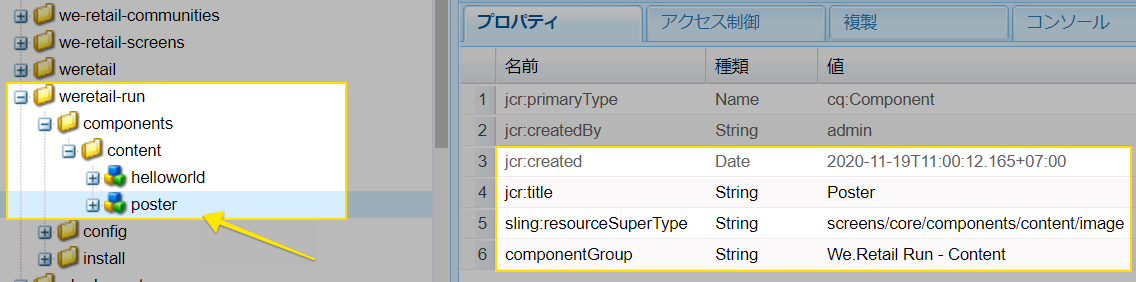 we-retail-communities
we-retail-screens
weretail
weretail-run
components
content
helloworld
poster
config
install
プロパティ アクセス制御 複製 コンソール
名前 種類 値
1 jcr:primaryType Name cq:Component
2 jcr:createdBy String admin
3 jcr:created Date 2020-11-19T11:00:12.165+07:00
4 jcr:title String Poster
5 sling:resourceSuperType String screens/core/components/content/image
6 componentGroup String We.Retail Run - Content